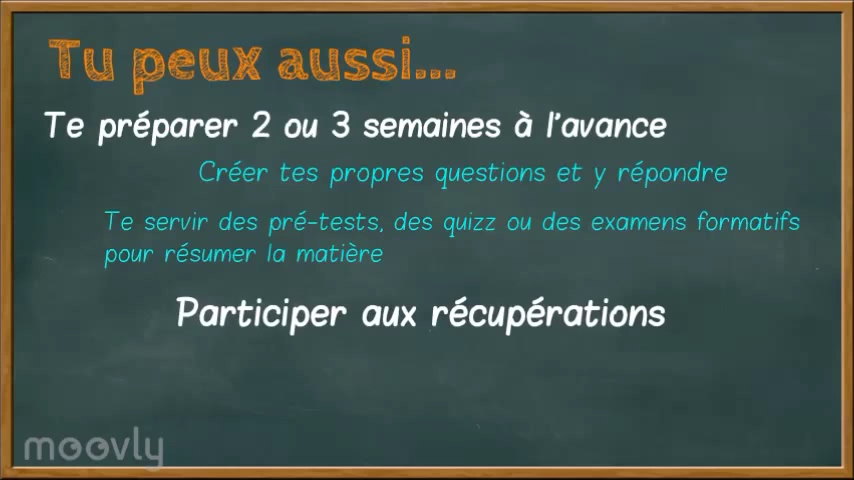 Tu peux aussi...
Te préparer 2 ou 3 semaines à l'avance
Créer tes propres questions et y répondre
Te servir des pré-tests, des quizz ou des examens formatifs
pour résumer la matière
Participer aux récupérations
moovly